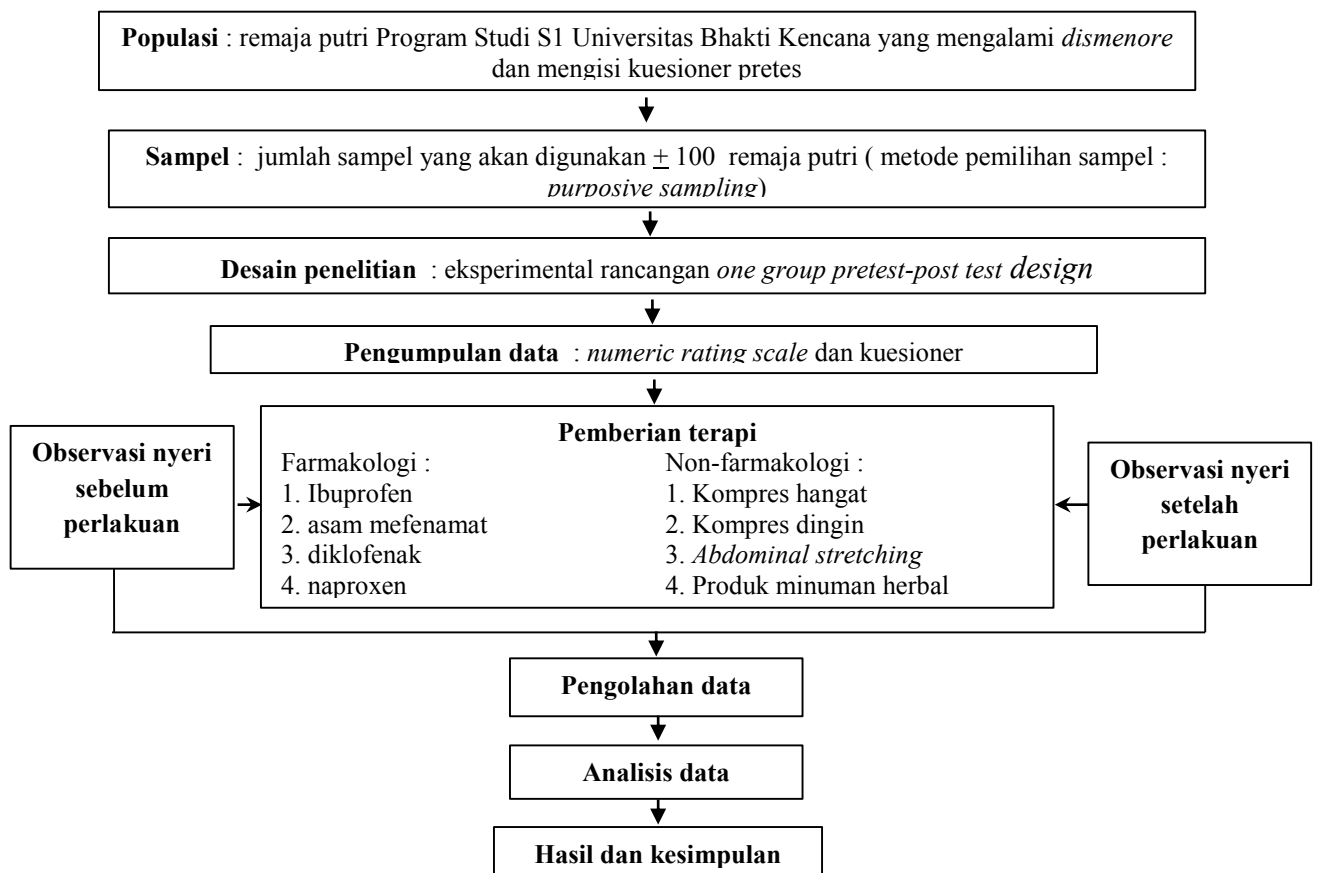 Populasi : remaja putri Program Studi S1 Universitas Bhakti Kencana yang mengalami dismenore
dan mengisi kuesioner pretes
Sampel : jumlah sampel yang akan digunakan ± 100 remaja putri ( metode pemilihan sampel :
purposive sampling)
Desain penelitian : eksperimental rancangan one group pretest-post test design
Pengumpulan data : numeric rating scale dan kuesioner
Observasi nyeri
sebelum
perlakuan
Pemberian terapi
Farmakologi :
1. Ibuprofen
2. asam mefenamat
3. diklofenak
4. naproxen
Non-farmakologi :
1. Kompres hangat
2. Kompres dingin
3. Abdominal stretching
4. Produk minuman herbal
Observasi nyeri
setelah
perlakuan
Pengolahan data
Analisis data
Hasil dan kesimpulan